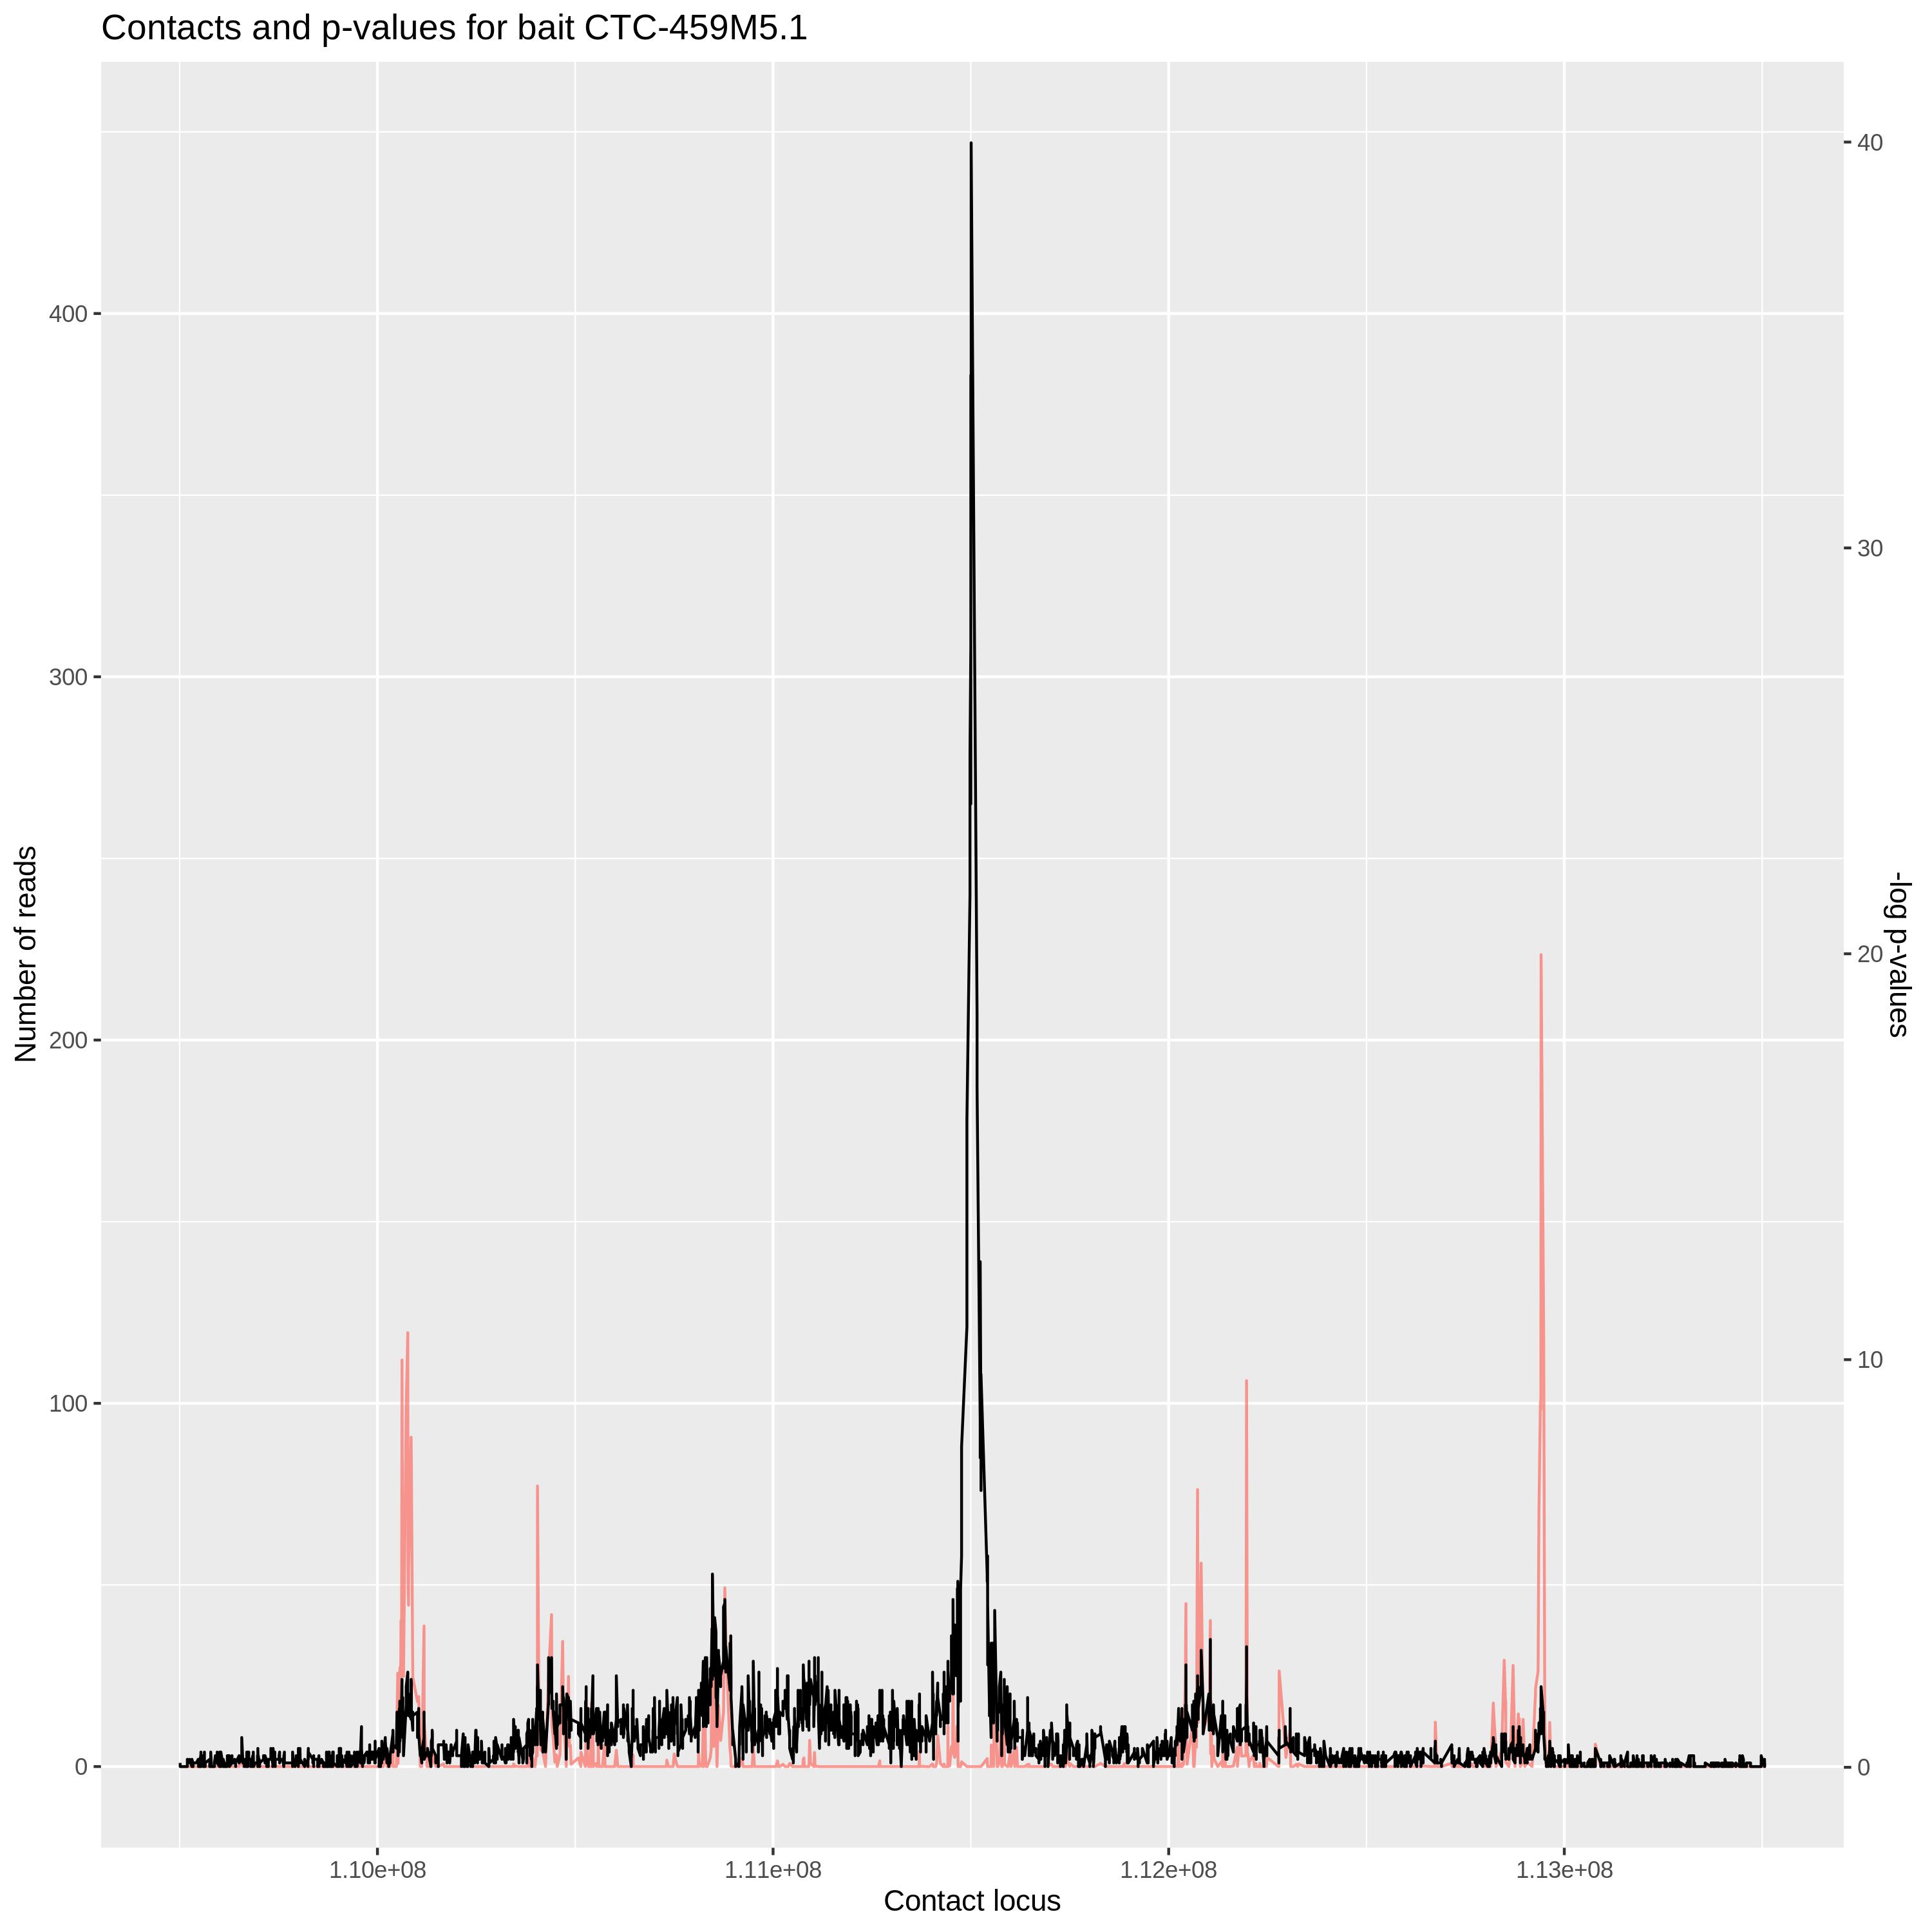 Contacts and p-values for bait CTC-459M5.1
Number of reads
400
300
200
100
0
40
30
20
10
0
-log p-values
1.10e+08
1.11e+08
1.12e+08
1.13e+08
Contact locus